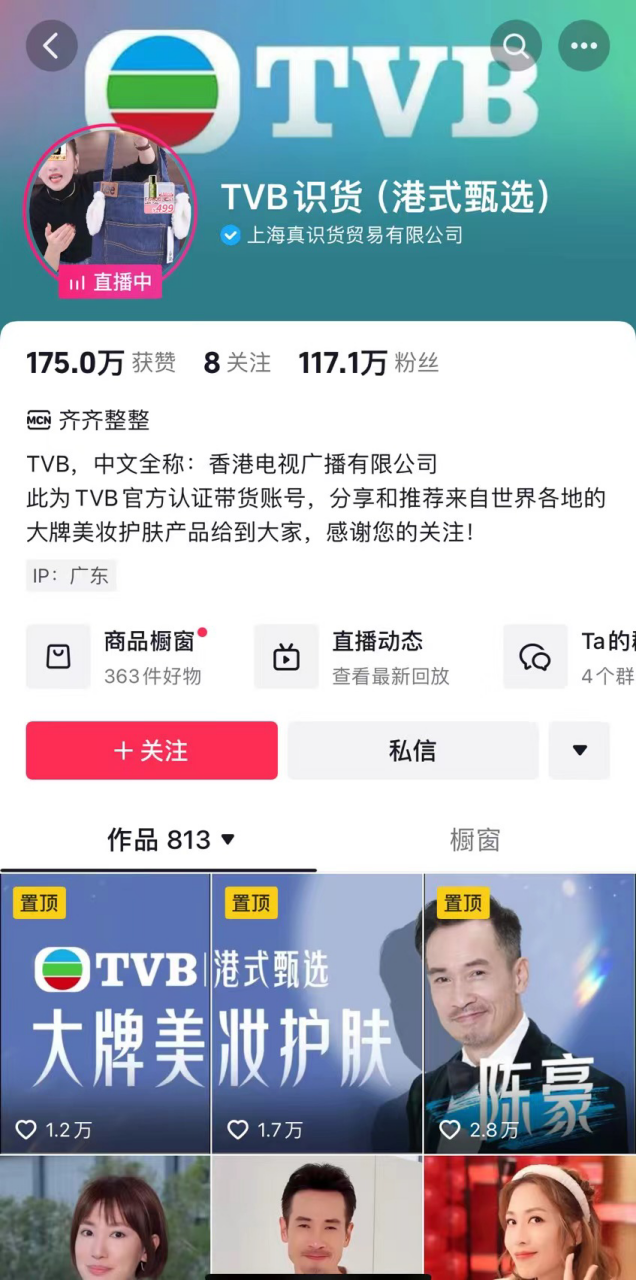 TVB
TVB识货（港式甄选）
上海真识货贸易有限公司
499
直播中
175.0万 获赞 8 关注 117.1万 粉丝
MCN 齐齐整整
TVB，中文全称：香港电视广播有限公司
此为TVB官方认证带货账号，分享和推荐来自世界各地的
大牌美妆护肤产品给到大家，感谢您的关注！
IP：广东
商品橱窗
363件好物
直播动态
查看最新回放
Ta的
4个群
＋关注
私信
作品 813
橱窗
置顶
置顶
置顶
TVB 港式甄选
大牌美妆护肤
陈豪
1.2万
1.7万
2.8万